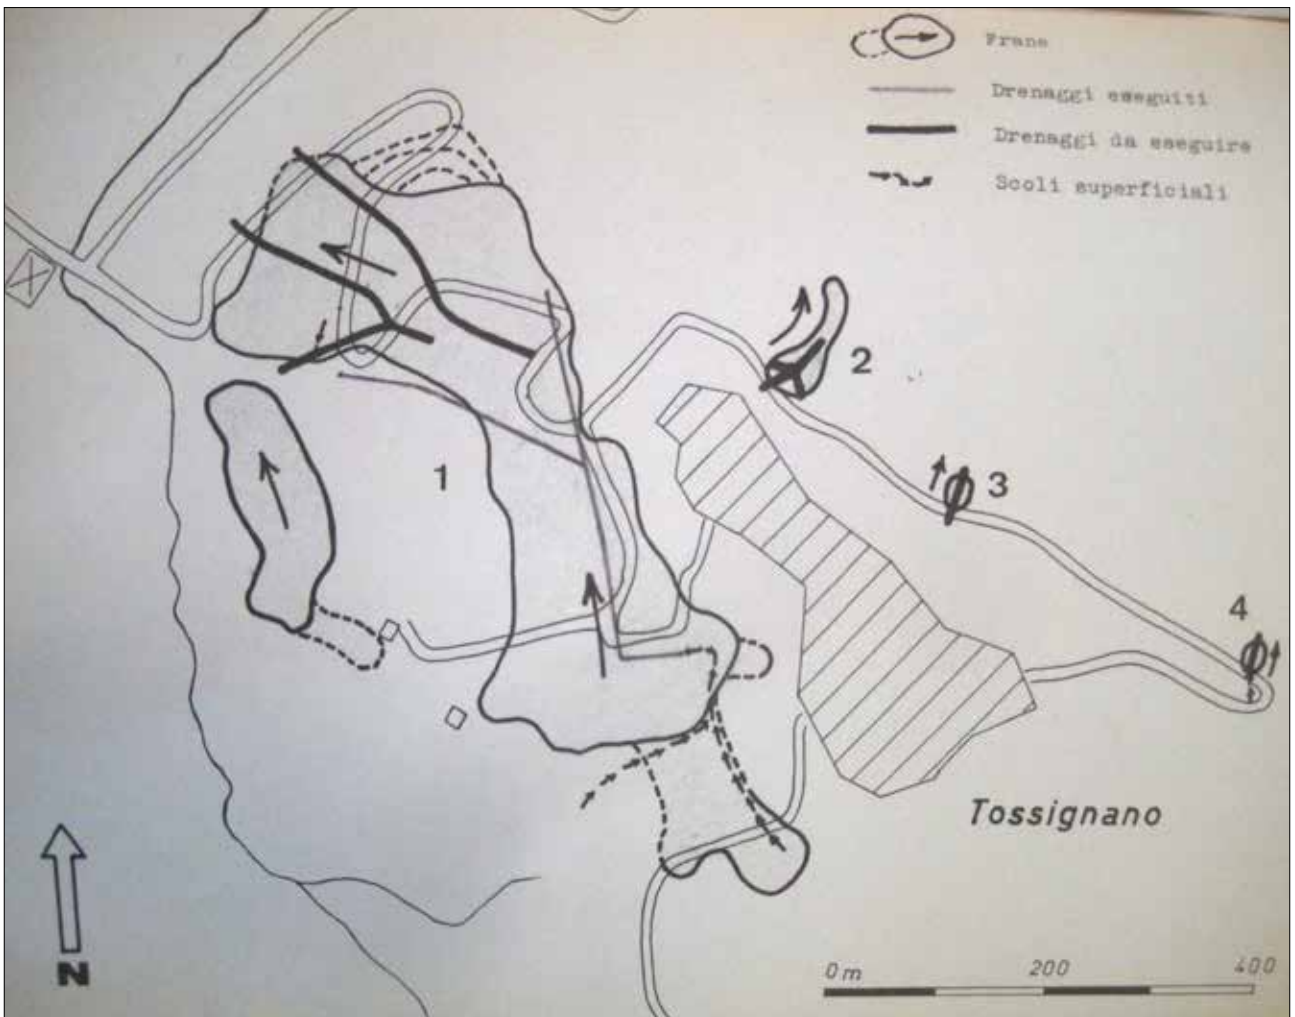 Frane
Drenaggi eseguiti
Drenaggi da eseguire
Scoli superficiali
2
3
1
4
Tossignano
N
0 m 200 400